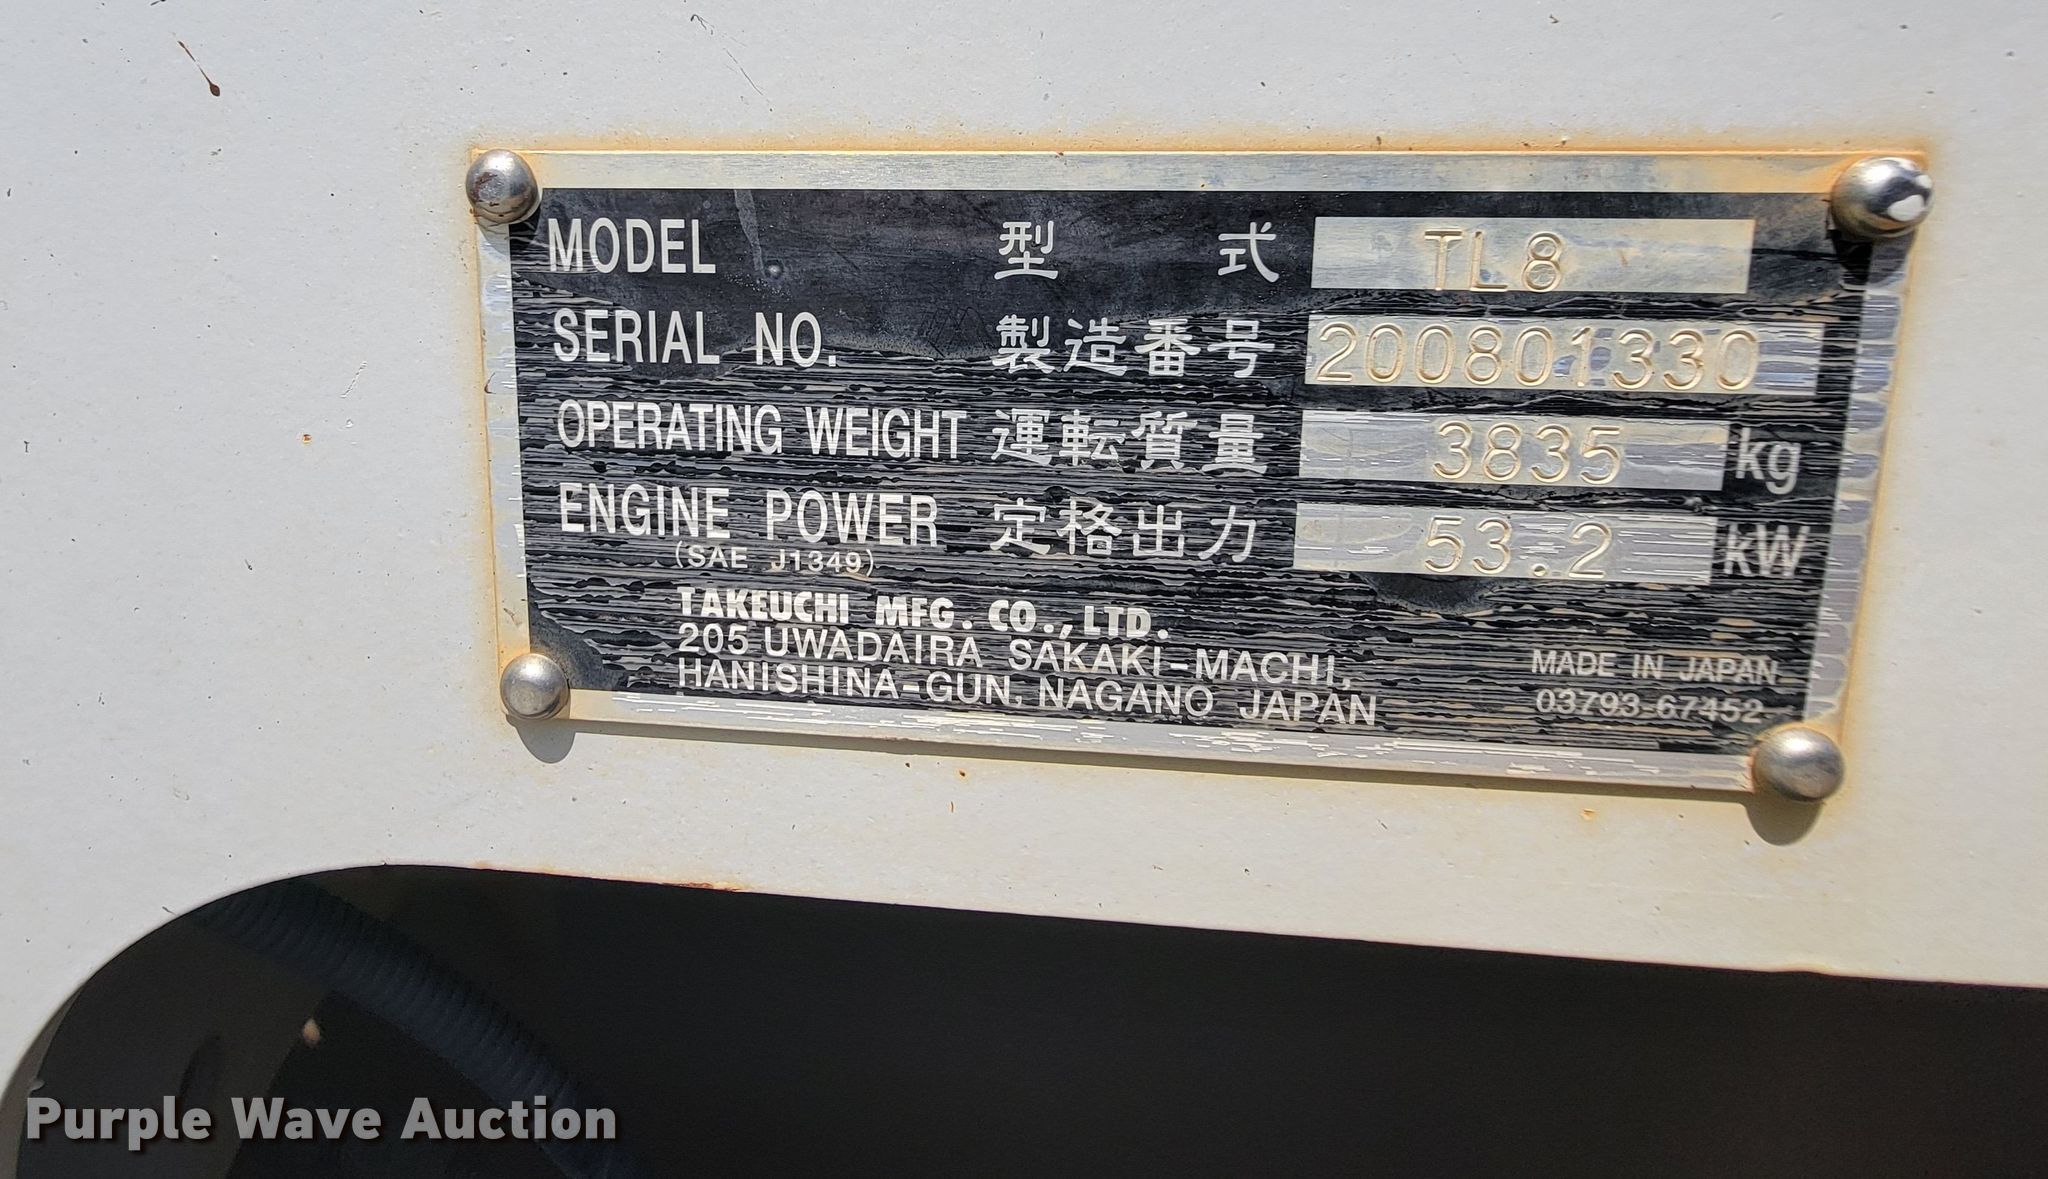 MODEL 型 式 TL8
SERIAL NO. 製造番号 200801330
OPERATING WEIGHT 運転質量 3835 kg
ENGINE POWER 定格出力 53.2 kW
(SAE J1349)
TAKEUCHI MFG. CO., LTD.
205 UWADAIRA SAKAKI-MACHI,
HANISHINA-GUN, NAGANO JAPAN
MADE IN JAPAN
03793-67452
Purple Wave Auction